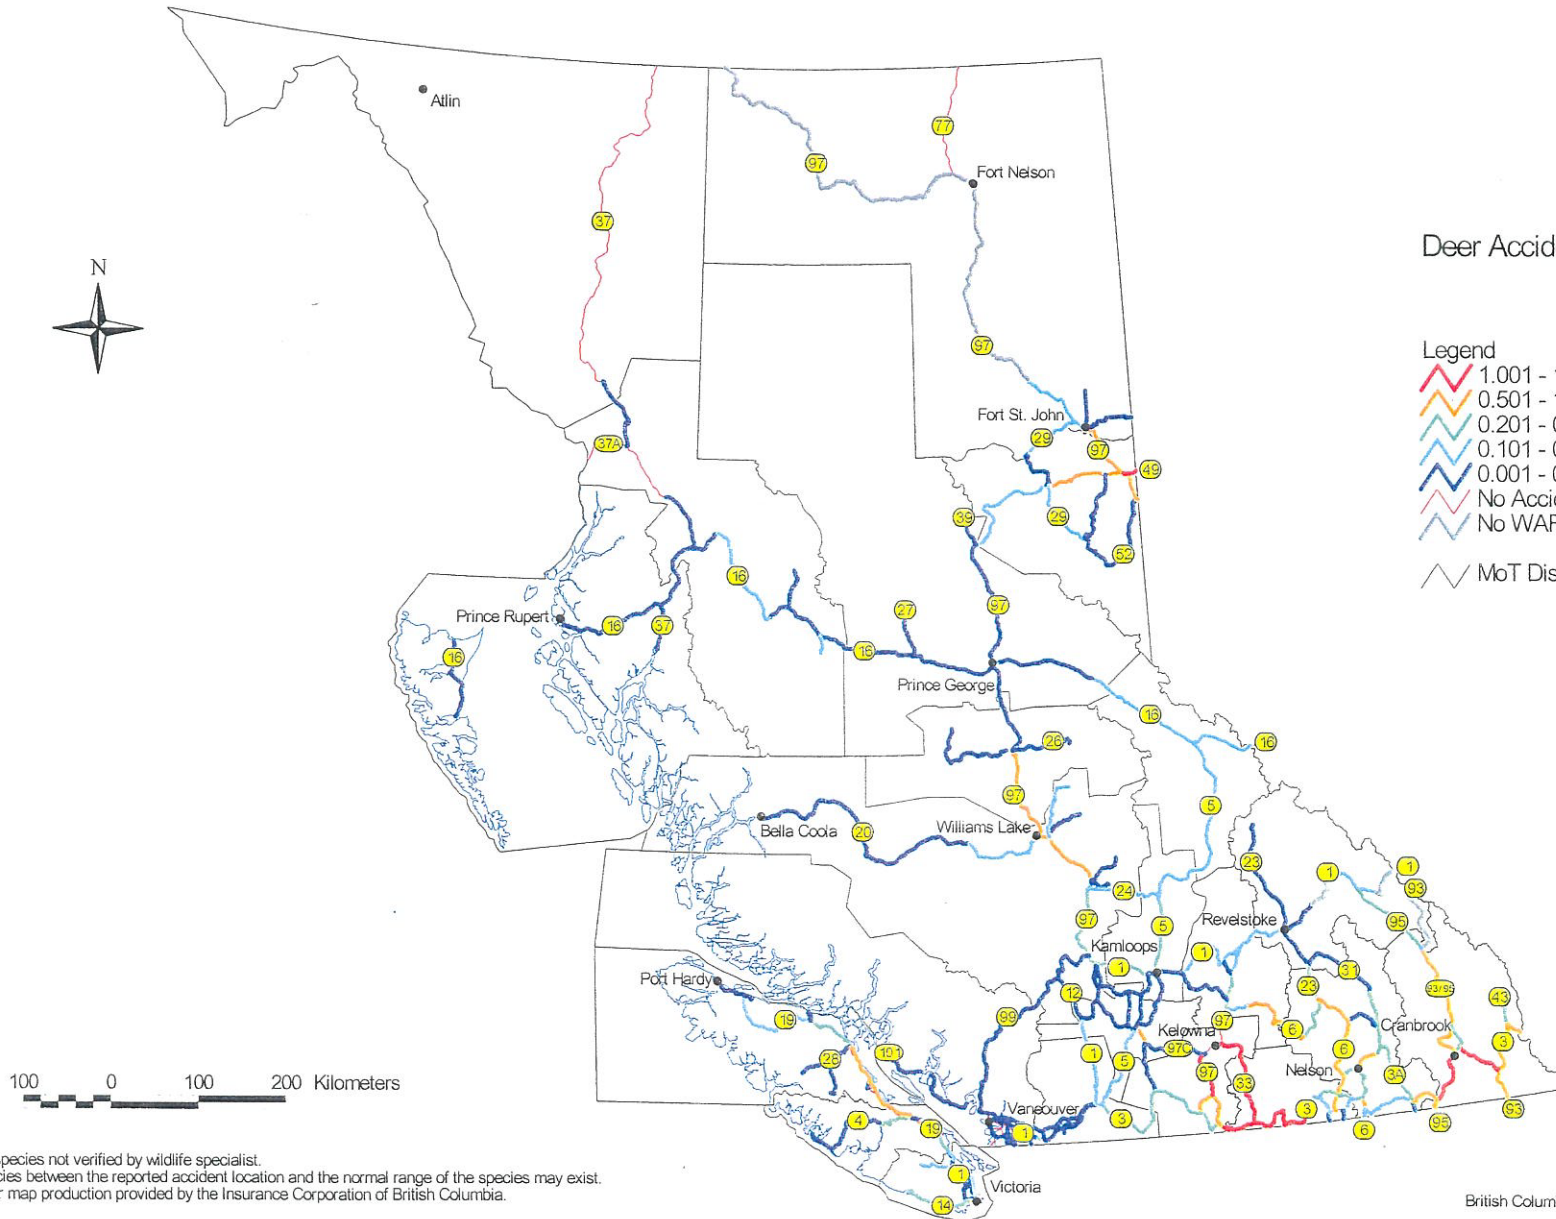 Atlin
77
97
Fort Nelson
37
N
Deer Accid
97
Legend
1.001 -
0.501 -
0.201 - 0
0.101 - 0
0.001 - 0
No Accid
No WAR
MoT Dis
Fort St. John
29
97
49
37A
39
29
52
16
27
97
Prince Rupert
16
37
16
16
Prince George
16
16
26
97
5
Bella Coola
20
Williams Lake
23
1
1
93
24
97
5
Revelstoke
95
Kamloops
1
1
Port Hardy
12
31
23
93/95
43
19
99
97
6
Cranbrook
Kelowna
3
28
101
1
5
97C
6
97
33
Nelson
3A
100 0 100 200 Kilometers
Vancouver
3
3
93
4
19
1
6
95
species not verified by wildlife specialist.
cies between the reported accident location and the normal range of the species may exist.
r map production provided by the Insurance Corporation of British Columbia.
1
Victoria
14
British Colum